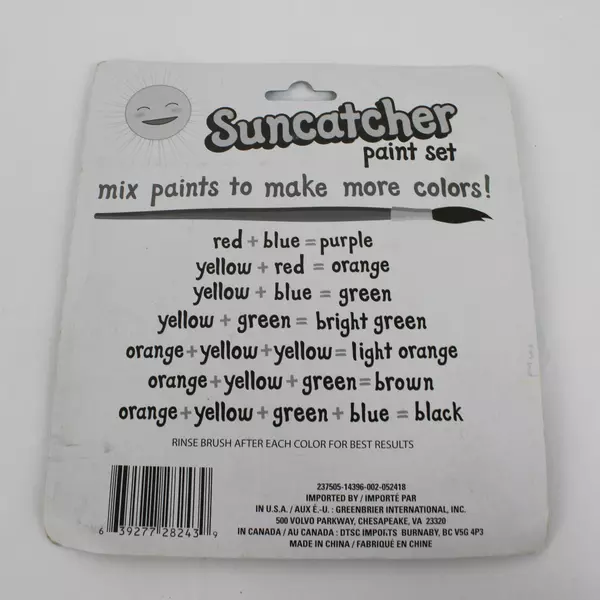 Suncatcher
paint set
mix paints to make more colors!
red + blue = purple
yellow + red = orange
yellow + blue = green
yellow + green = bright green
orange+yellow+yellow= light orange
orange+yellow+green=brown
orange+yellow+green+blue = black
RINSE BRUSH AFTER EACH COLOR FOR BEST RESULTS
237505-14396-002-052418
IMPORTED BY / IMPORTÉ PAR
IN U.S.A. / AUX É.-U. : GREENBRIER INTERNATIONAL, INC.
500 VOLVO PARKWAY, CHESAPEAKE, VA 23320
IN CANADA / AU CANADA : DTSC IMPORTS BURNABY, BC V5G 4P3
MADE IN CHINA / FABRIQUÉ EN CHINE
6 39277 28243 9